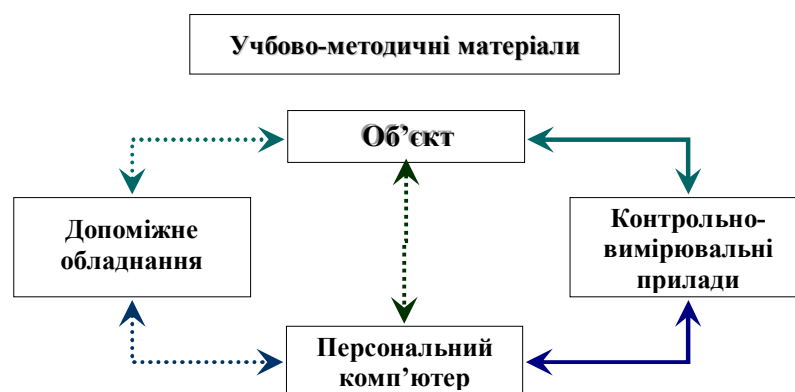 Учбово-методичні матеріали
Об’єкт
Допоміжне
обладнання
Контрольно-
вимірювальні
прилади
Персональний
комп’ютер